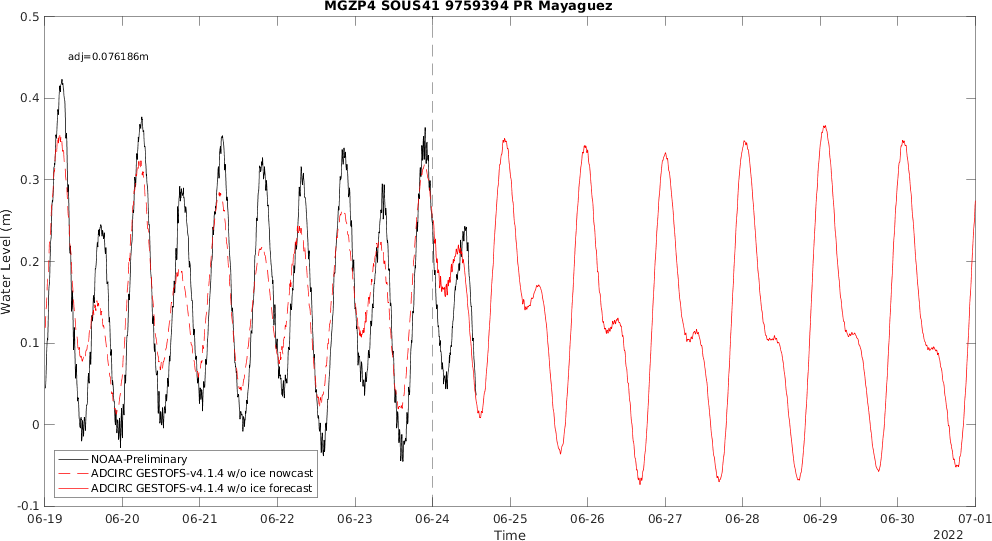 MGZP4 SOUS41 9759394 PR Mayaguez
adj=0.076186m
0.5
0.4
0.3
0.2
0.1
0
-0.1
Water Level (m)
NOAA-Preliminary
ADCIRC GESTOFS-v4.1.4 w/o ice nowcast
ADCIRC GESTOFS-v4.1.4 w/o ice forecast
06-19 06-20 06-21 06-22 06-23 06-24 06-25 06-26 06-27 06-28 06-29 06-30 07-01
Time
2022